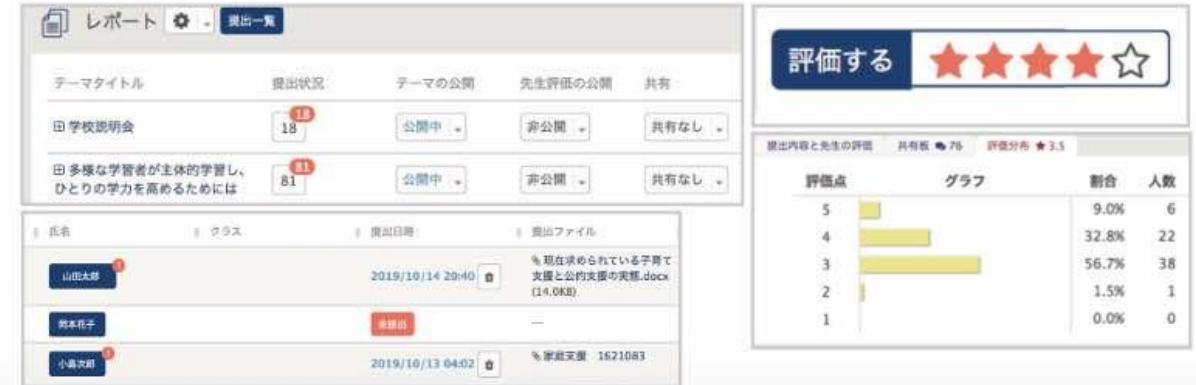 レポート 提出一覧
テーマタイトル 提出状況 テーマの公開 先生評価の公開 共有
学校説明会 18 18 公開中 非公開 共有なし
多様な学習者が主体的学習し、
ひとりの学力を高めるためには 81 81 公開中 非公開 共有なし
氏名 クラス 提出日時 提出ファイル
山田太郎 ! 2019/10/14 20:40 現在求められている子育て
支援と公的支援の実態.docx
(14.0KB)
岡本花子 未提出 —
小島次郎 ! 2019/10/13 04:02 家庭支援 1621083
評価する
提出内容と先生の評価 共有板 76 評価分布 ★3.5
評価点 グラフ 割合 人数
5 9.0% 6
4 32.8% 22
3 56.7% 38
2 1.5% 1
1 0.0% 0